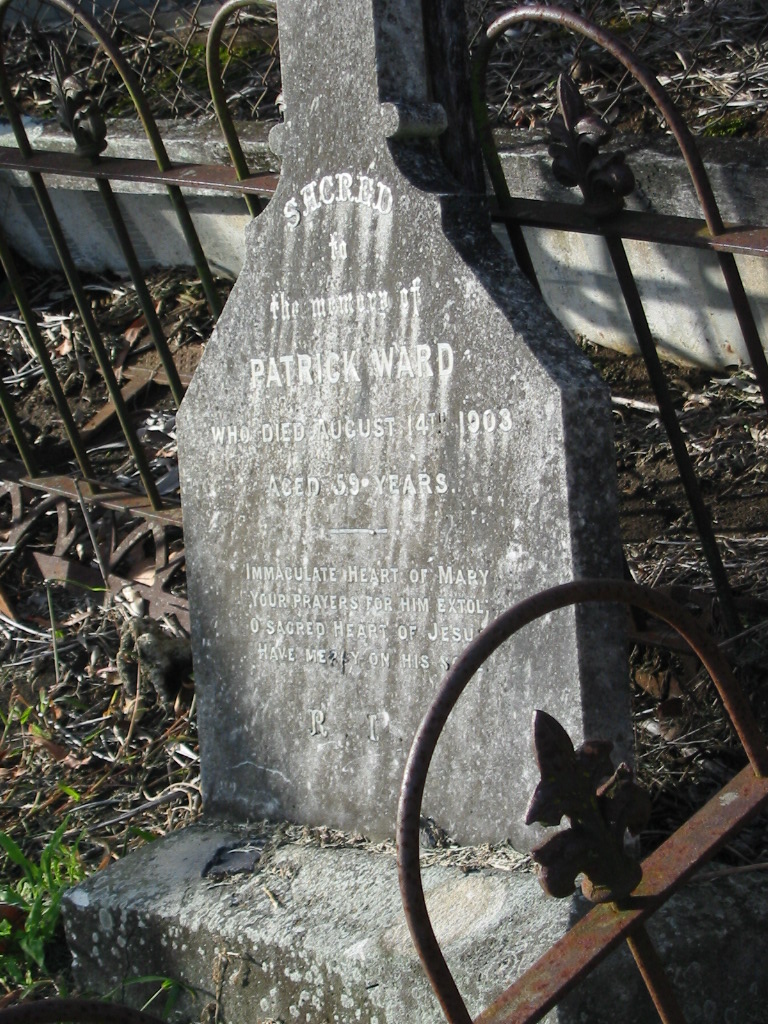 SACRED
to
the memory of
PATRICK WARD
WHO DIED AUGUST 14TH 1903
AGED 59 YEARS.
IMMACULATE HEART OF MARY
YOUR PRAYERS FOR HIM EXTOL,
O SACRED HEART OF JESUS
HAVE MERCY ON HIS
R I